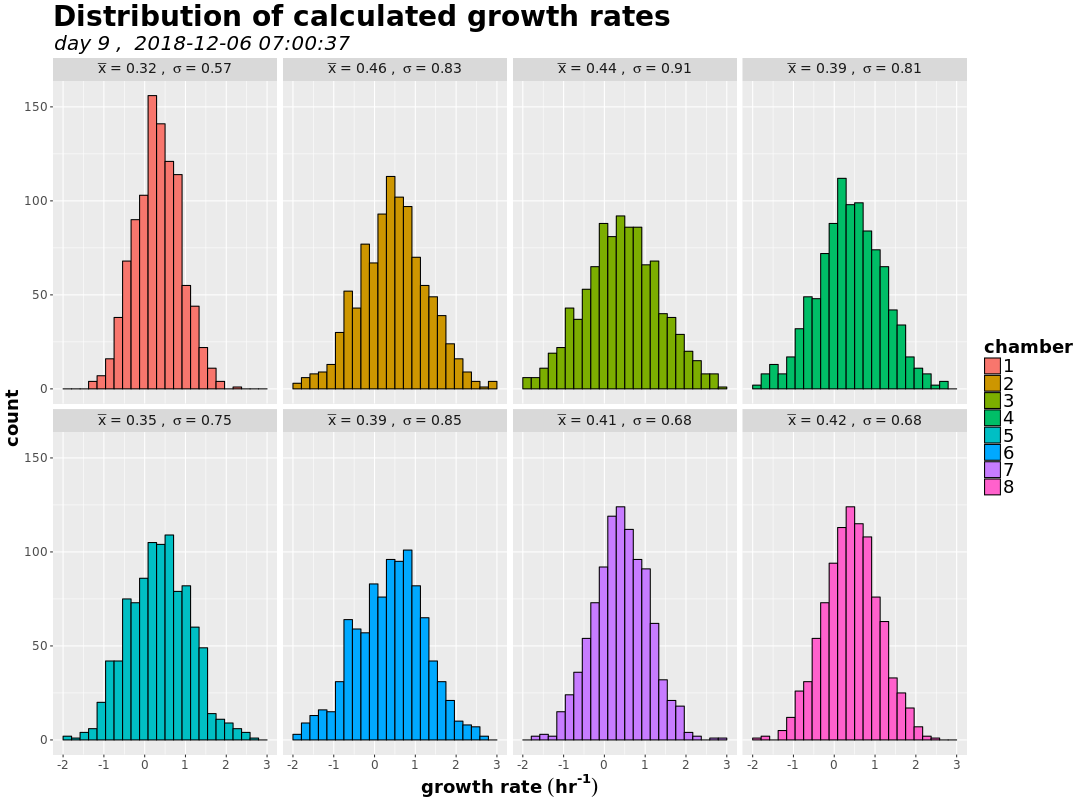 Distribution of calculated growth rates
day 9 ,  2018-12-06 07:00:37
x̅ = 0.32 ,  σ = 0.57
x̅ = 0.46 ,  σ = 0.83
x̅ = 0.44 ,  σ = 0.91
x̅ = 0.39 ,  σ = 0.81
150
100
50
0
x̅ = 0.35 ,  σ = 0.75
x̅ = 0.39 ,  σ = 0.85
x̅ = 0.41 ,  σ = 0.68
x̅ = 0.42 ,  σ = 0.68
150
100
50
0
-2 -1 0 1 2 3
-2 -1 0 1 2 3
-2 -1 0 1 2 3
-2 -1 0 1 2 3
count
growth rate (hr⁻¹)
chamber
1
2
3
4
5
6
7
8